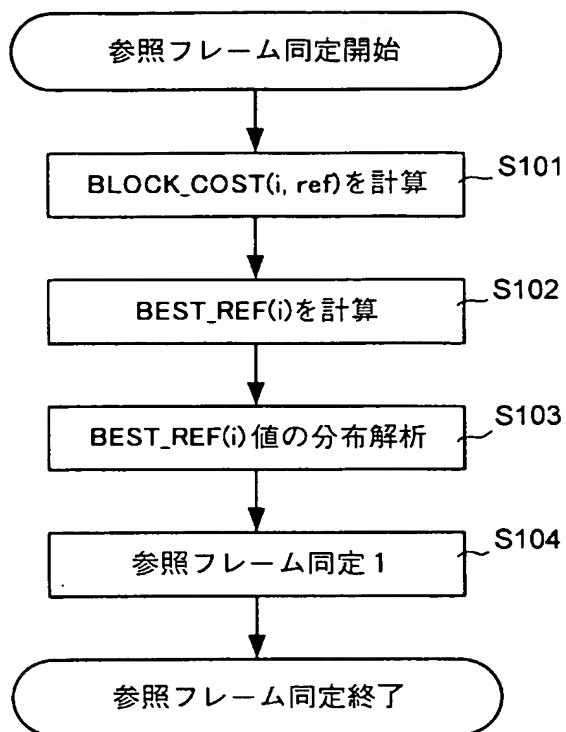 参照フレーム同定開始
BLOCK_COST(i, ref)を計算
S101
BEST_REF(i)を計算
S102
BEST_REF(i)値の分布解析
S103
参照フレーム同定1
S104
参照フレーム同定終了